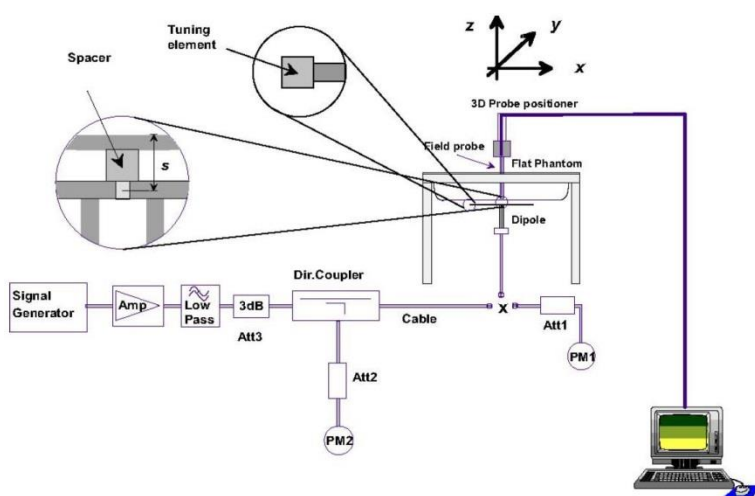 Tuning
element
Spacer
s
z
y
x
3D Probe positioner
Field probe
Flat Phantom
Dipole
Signal
Generator
Amp
Low
Pass
3dB
Att3
Dir.Coupler
Cable
x
Att1
PM1
Att2
PM2